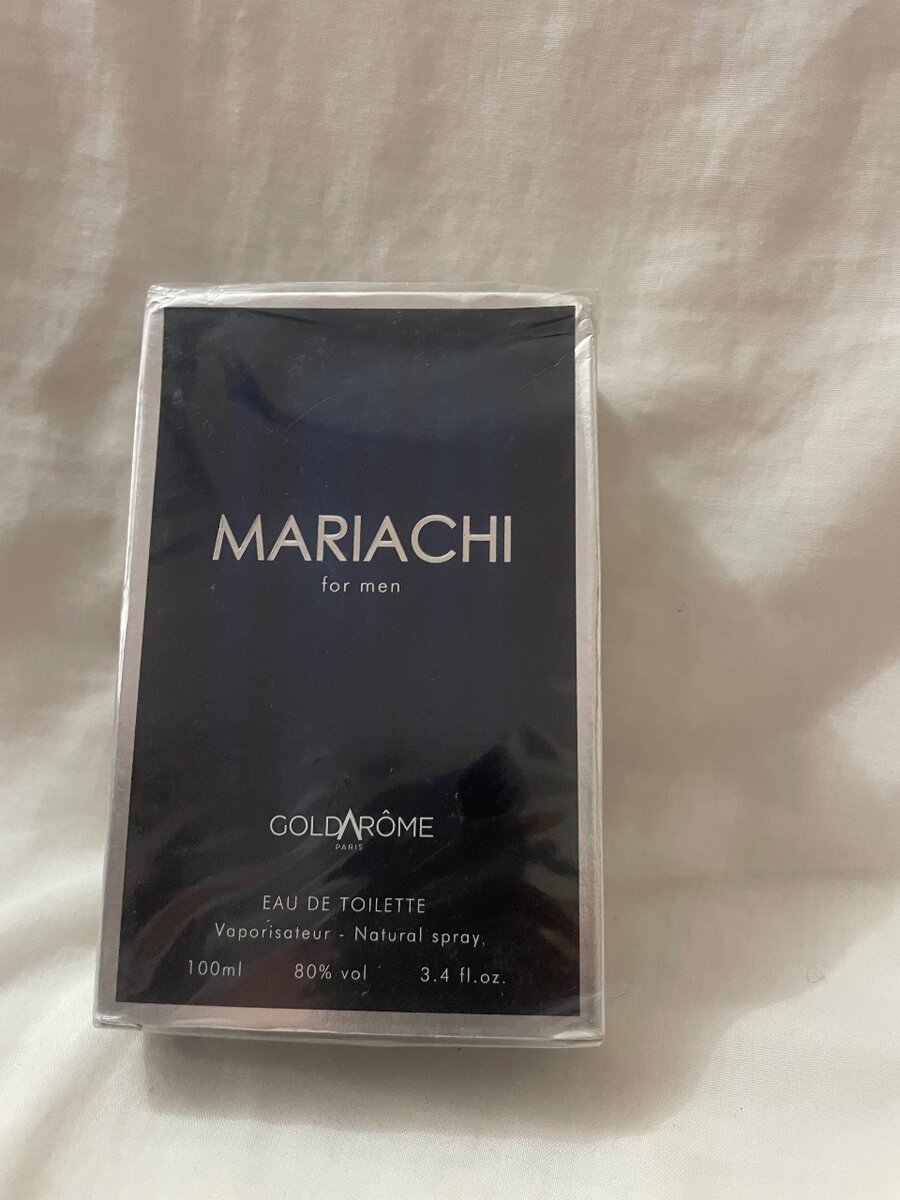 MARIACHI
for men
GOLDARÔME
PARIS
EAU DE TOILETTE
Vaporisateur - Natural spray
100ml 80% vol 3.4 fl.oz.